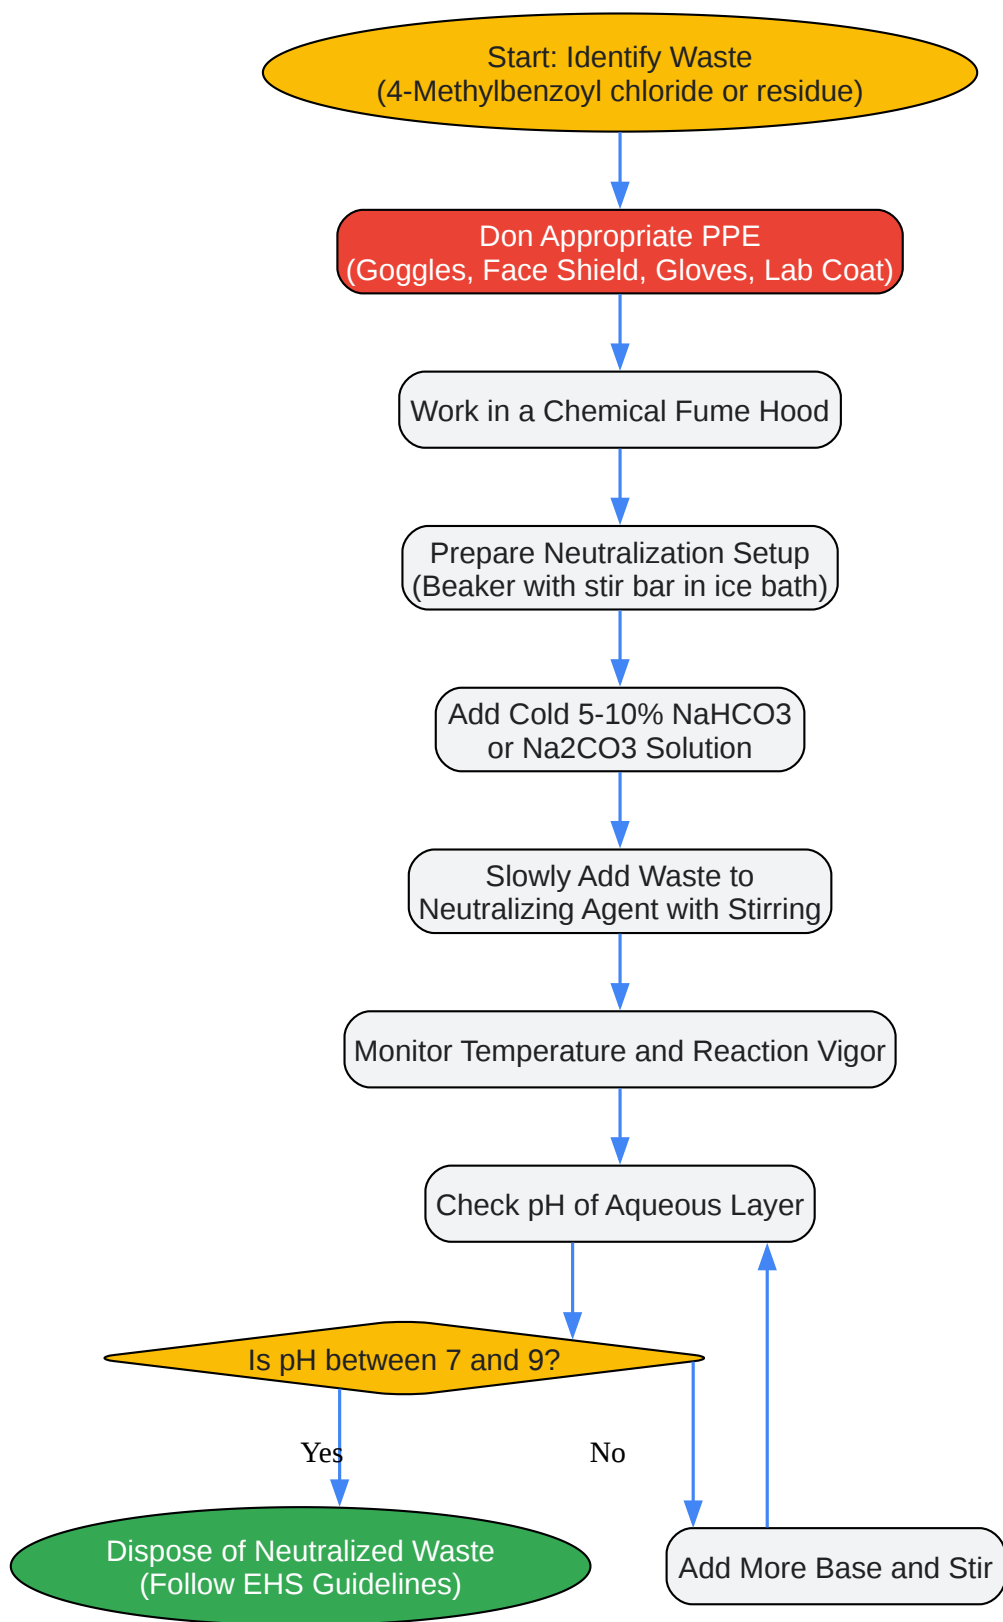 Start: Identify Waste
(4-Methylbenzoyl chloride or residue)
Don Appropriate PPE
(Goggles, Face Shield, Gloves, Lab Coat)
Work in a Chemical Fume Hood
Prepare Neutralization Setup
(Beaker with stir bar in ice bath)
Add Cold 5-10% NaHCO3
or Na2CO3 Solution
Slowly Add Waste to
Neutralizing Agent with Stirring
Monitor Temperature and Reaction Vigor
Check pH of Aqueous Layer
Is pH between 7 and 9?
Yes
No
Dispose of Neutralized Waste
(Follow EHS Guidelines)
Add More Base and Stir